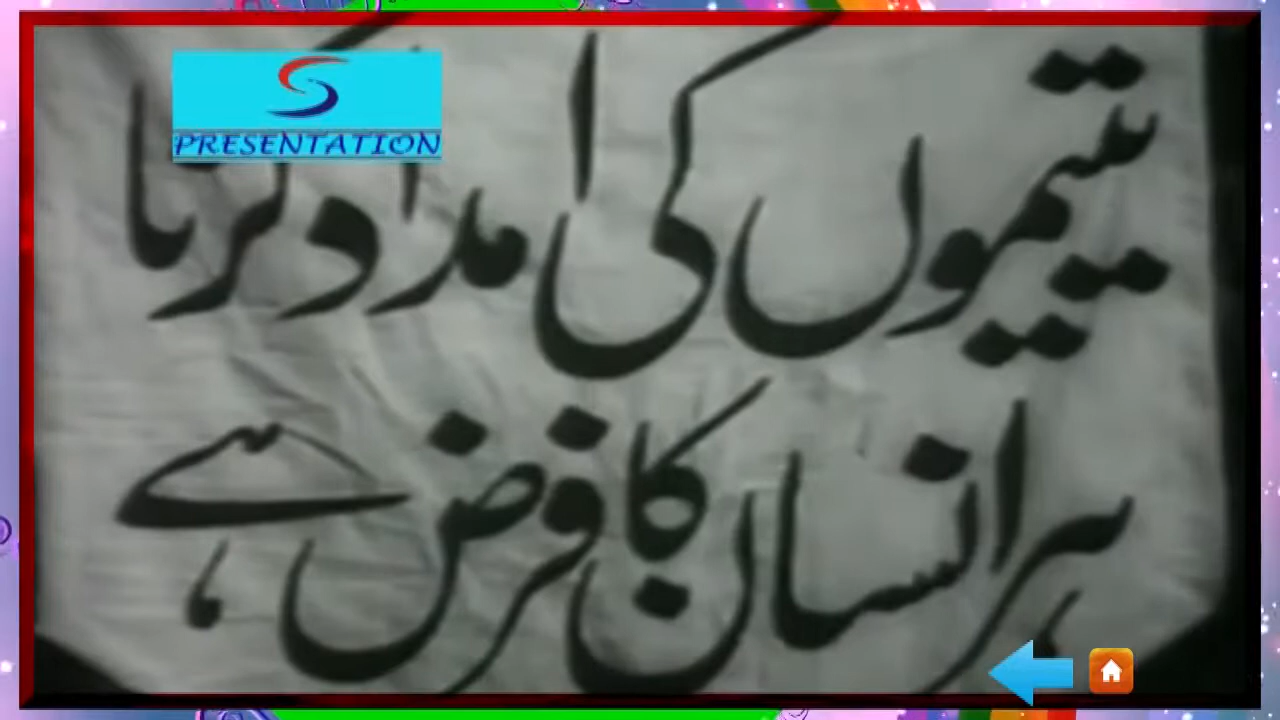 PRESENTATION
یتیموں کی امداد کرنا
ہر انسان کا فرض ہے